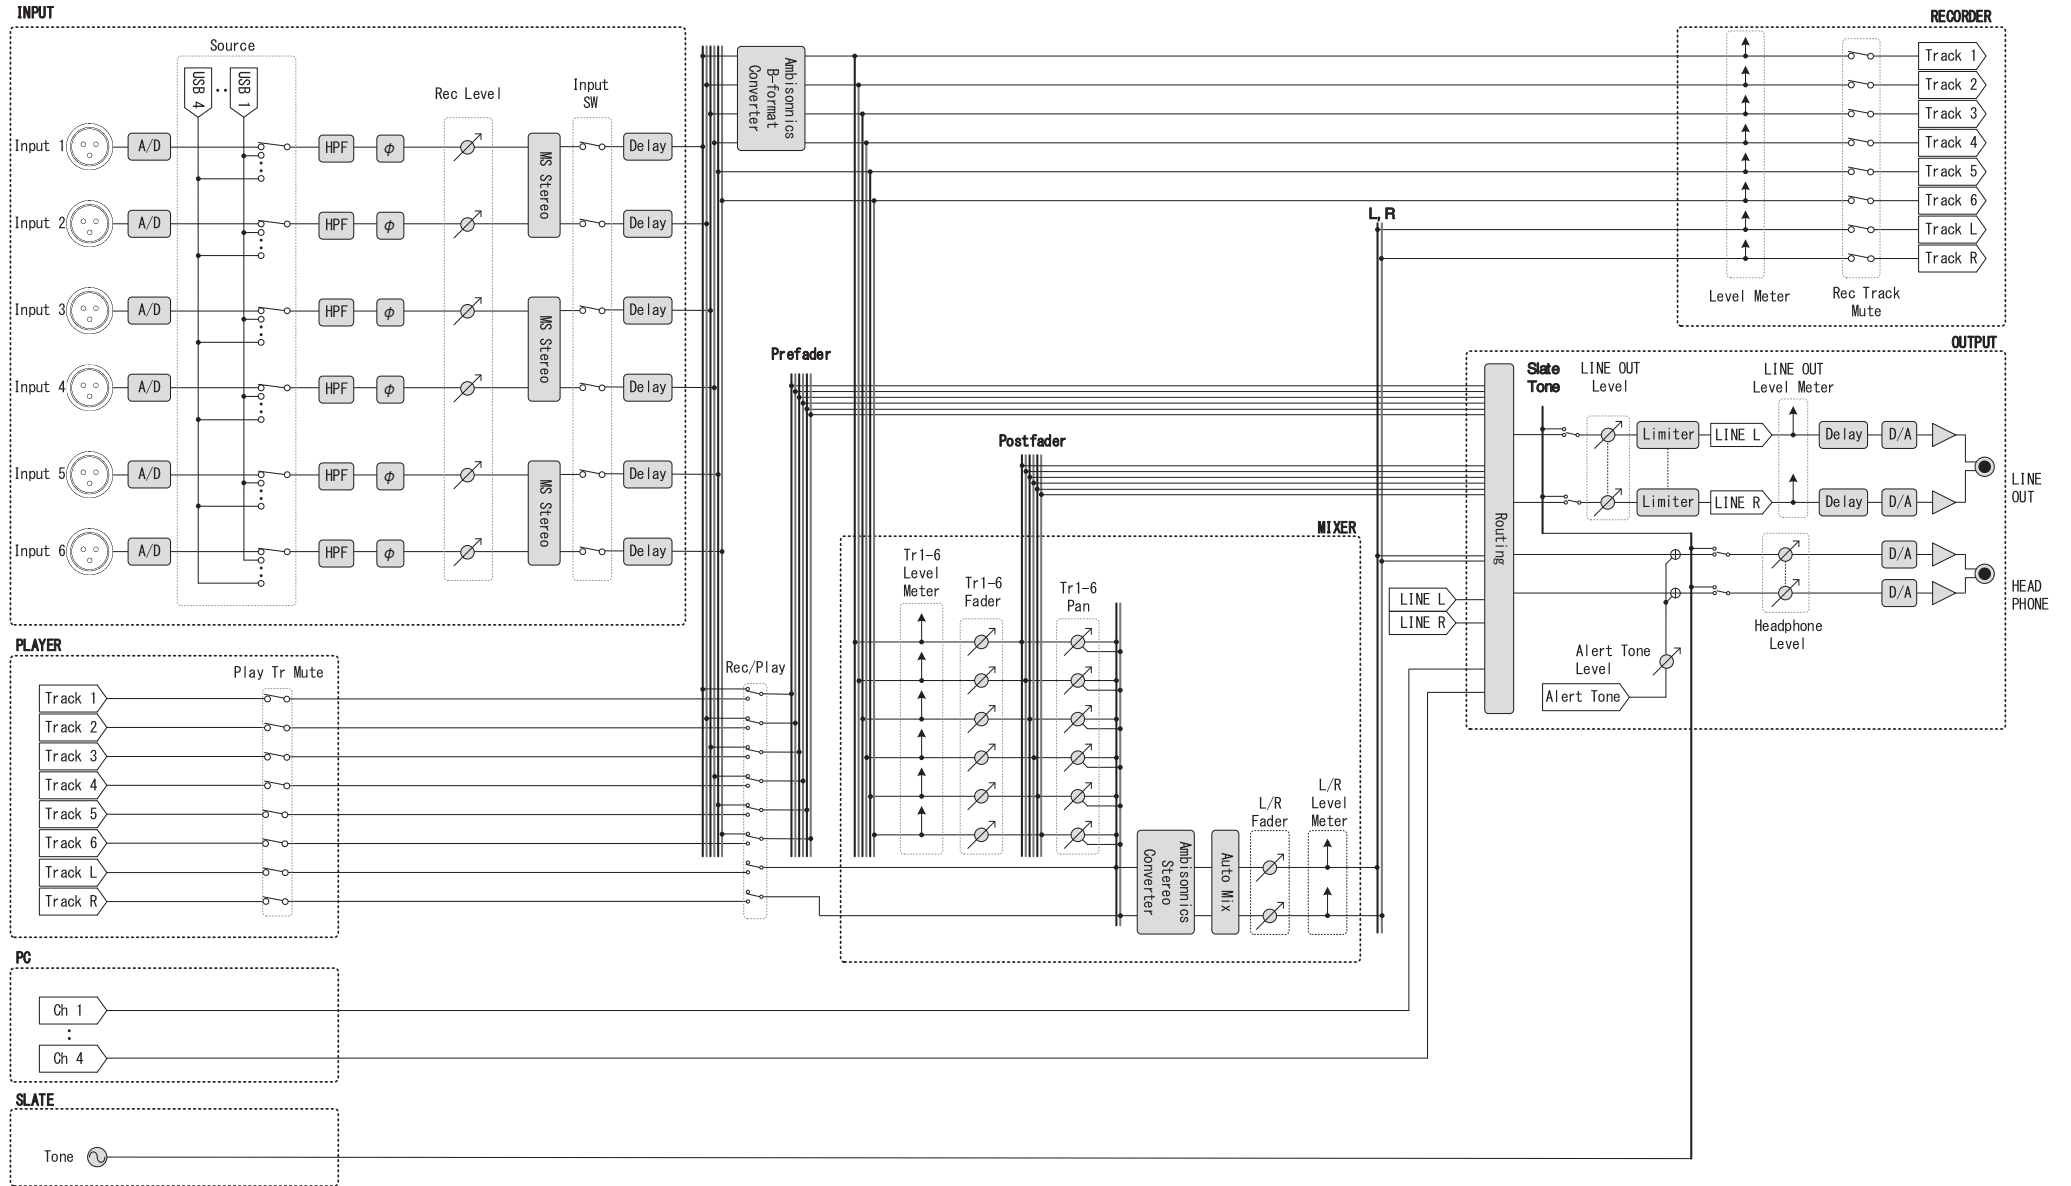 INPUT
Source
USB 4
USB 1
Rec Level
Input
SW
Input 1
A/D
HPF
φ
MS Stereo
Delay
Input 2
A/D
HPF
φ
Delay
Input 3
A/D
HPF
φ
MS Stereo
Delay
Input 4
A/D
HPF
φ
Delay
Input 5
A/D
HPF
φ
MS Stereo
Delay
Input 6
A/D
HPF
φ
Delay
Ambisonnics
B-format
Converter
RECORDER
Track 1
Track 2
Track 3
Track 4
Track 5
Track 6
Track L
Track R
Level Meter
Rec Track
Mute
L,R
Prefader
Postfader
OUTPUT
Routing
Slate
Tone
LINE OUT
Level
LINE OUT
Level Meter
Limiter
LINE L
Delay
D/A
Limiter
LINE R
Delay
D/A
LINE
OUT
D/A
D/A
HEAD
PHONE
Headphone
Level
Alert Tone
Level
Alert Tone
LINE L
LINE R
MIXER
Tr1-6
Level
Meter
Tr1-6
Fader
Tr1-6
Pan
Ambisonnics
Stereo
Converter
Auto Mix
L/R
Fader
L/R
Level
Meter
PLAYER
Play Tr Mute
Rec/Play
Track 1
Track 2
Track 3
Track 4
Track 5
Track 6
Track L
Track R
PC
Ch 1
Ch 4
SLATE
Tone